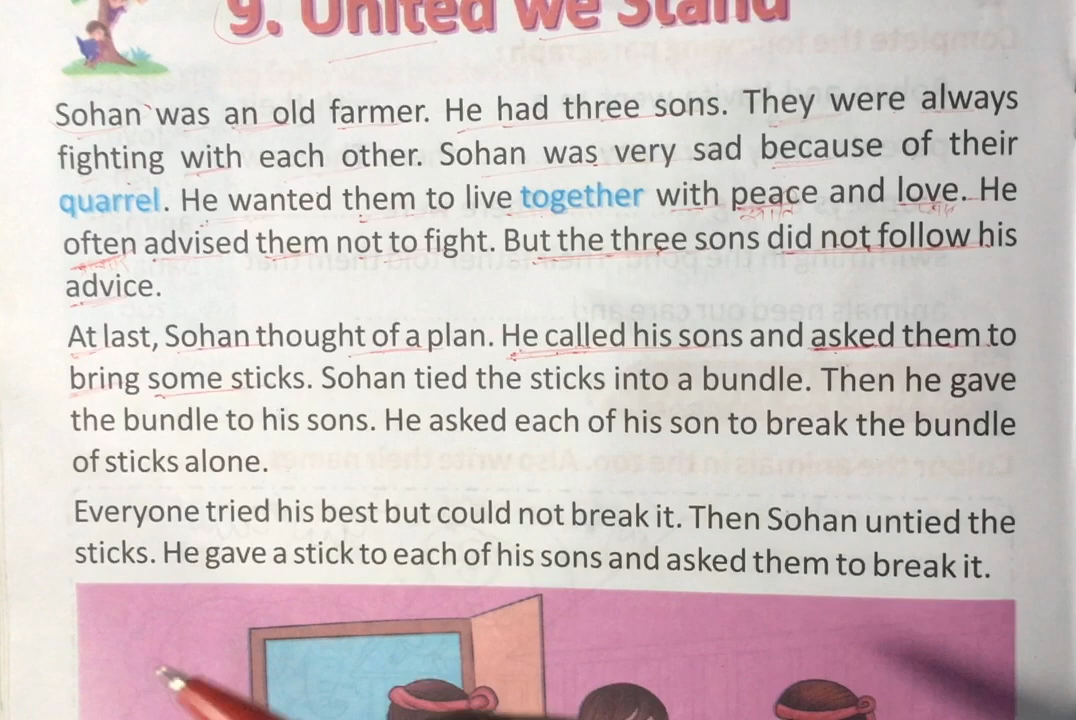 9. United we Stand
Sohan was an old farmer. He had three sons. They were always
fighting with each other. Sohan was very sad because of their
quarrel. He wanted them to live together with peace and love. He
often advised them not to fight. But the three sons did not follow his
advice.
At last, Sohan thought of a plan. He called his sons and asked them to
bring some sticks. Sohan tied the sticks into a bundle. Then he gave
the bundle to his sons. He asked each of his son to break the bundle
of sticks alone.
Everyone tried his best but could not break it. Then Sohan untied the
sticks. He gave a stick to each of his sons and asked them to break it.